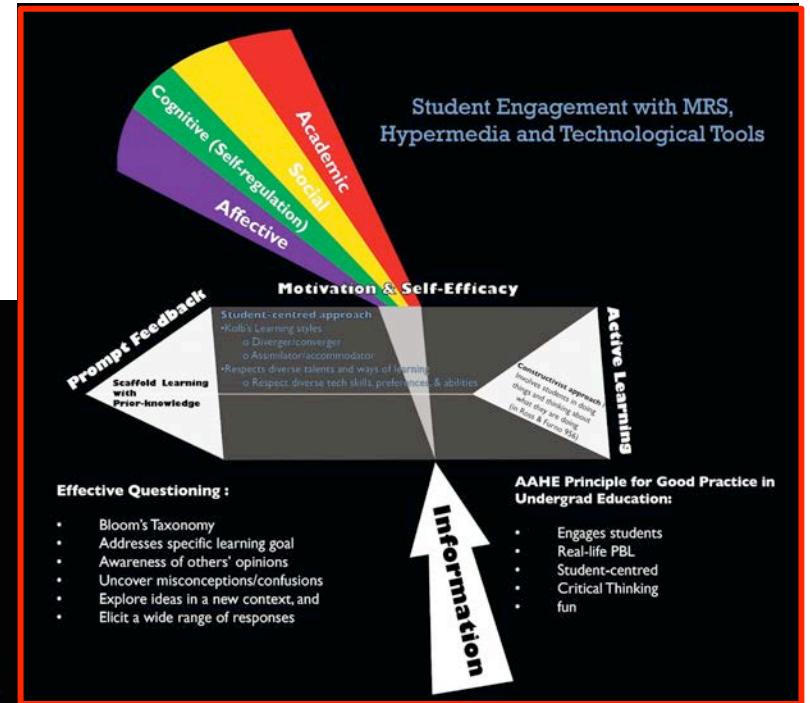 Student Engagement with MRS,
Hypermedia and Technological Tools
Academic
Social
Cognitive (Self-regulation)
Affective
Motivation & Self-Efficacy
Prompt Feedback
Scaffold Learning
with
Prior-knowledge
Student-centred approach
•Kolb's Learning styles
o Diverger/converger
o Assimilator/accommodator
•Respects diverse talents and ways of learning
o Respect diverse tech skills, preferences, & abilities
Constructivist approach /
Involves students in doing
things and thinking about
what they are doing
(in Ross & Furno 956)
Active Learning
Effective Questioning :
• Bloom's Taxonomy
• Addresses specific learning goal
• Awareness of others' opinions
• Uncover misconceptions/confusions
• Explore ideas in a new context, and
• Elicit a wide range of responses
Information
AAHE Principle for Good Practice in
Undergrad Education:
• Engages students
• Real-life PBL
• Student-centred
• Critical Thinking
• fun